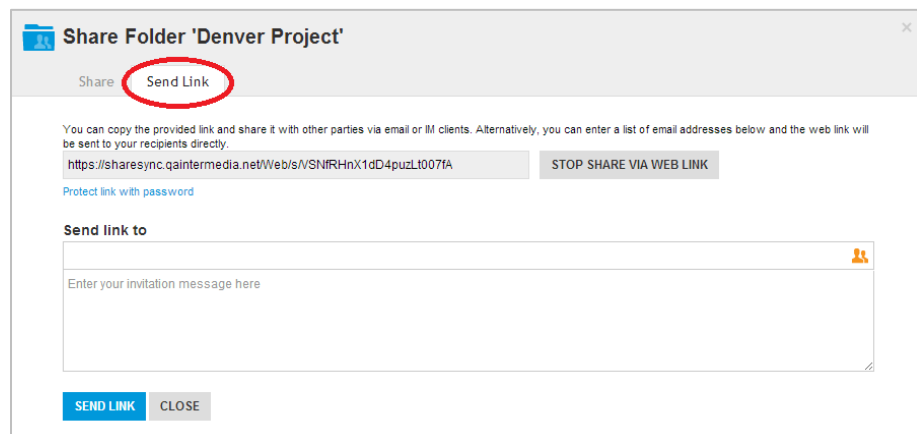 Share Folder 'Denver Project'
×
Share
Send Link
You can copy the provided link and share it with other parties via email or IM clients. Alternatively, you can enter a list of email addresses below and the web link will
be sent to your recipients directly.
https://sharesync.qaintermedia.net/Web/s/VSNfRHnX1dD4puzLt007fA
STOP SHARE VIA WEB LINK
Protect link with password
Send link to
Enter your invitation message here
SEND LINK
CLOSE